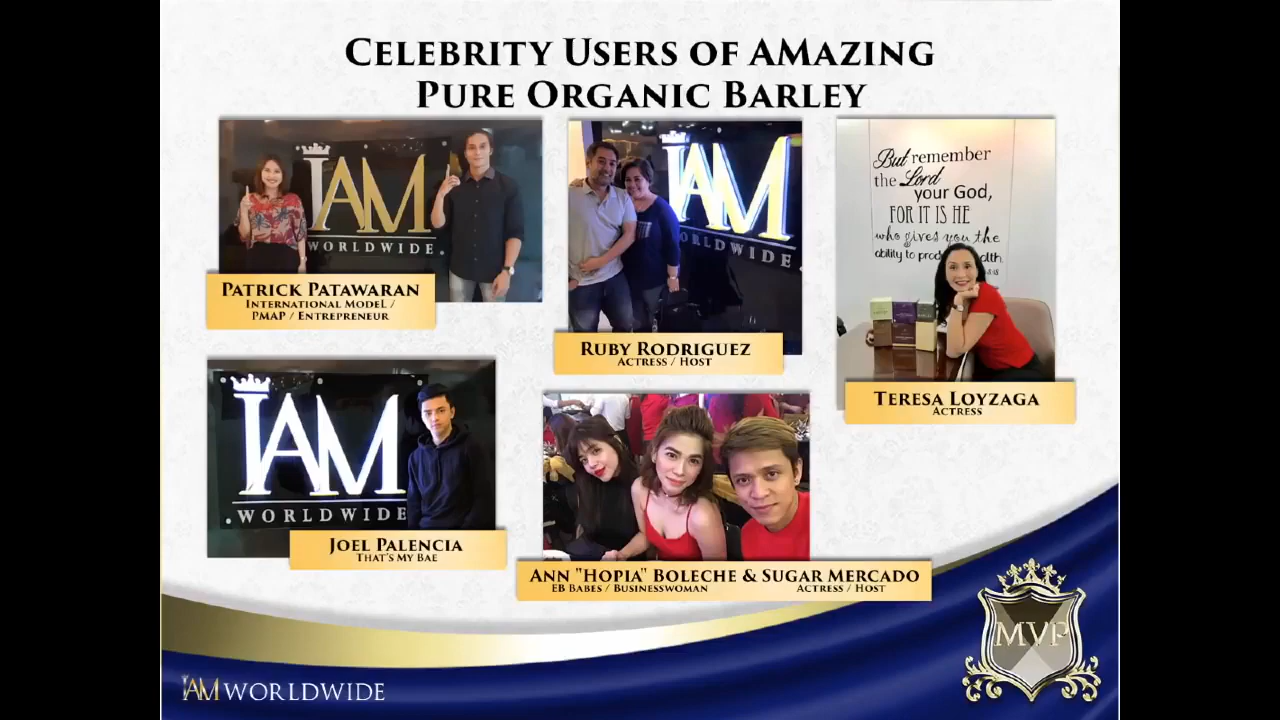 CELEBRITY USERS OF AMAZING
PURE ORGANIC BARLEY
IAM
WORLDWIDE
PATRICK PATAWARAN
INTERNATIONAL MODEL /
PMAP / ENTREPRENEUR
IAM
WORLDWIDE
RUBY RODRIGUEZ
ACTRESS / HOST
But remember
the Lord
your God,
FOR IT IS HE
who gives you the
ability to prod
TERESA LOYZAGA
ACTRESS
IAM
WORLDWIDE
JOEL PALENCIA
THAT'S MY BAE
ANN "HOPIA" BOLECHE & SUGAR MERCADO
EB BABES / BUSINESSWOMAN ACTRESS / HOST
MVP
IAM WORLDWIDE